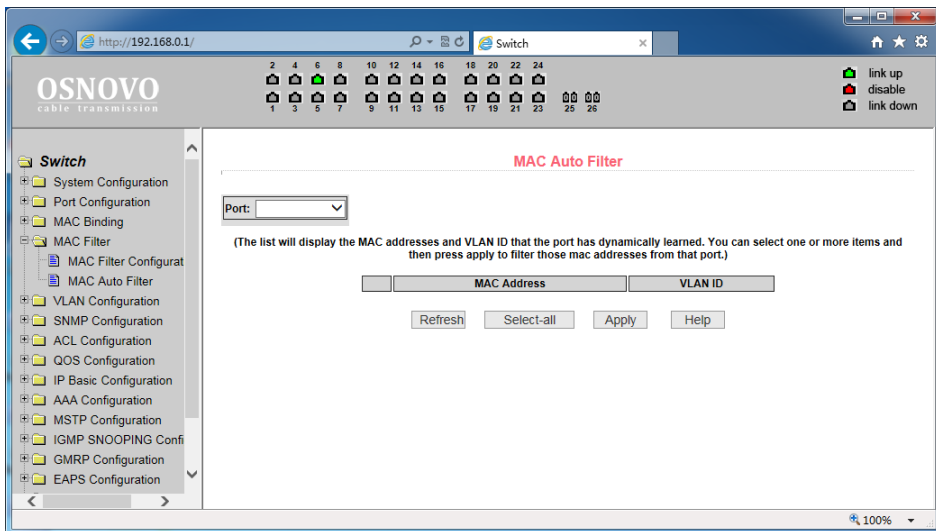 http://192.168.0.1/
Switch
OSNOVO
cable transmission
2 4 6 8 10 12 14 16 18 20 22 24
1 3 5 7 9 11 13 15 17 19 21 23 25 26
link up
disable
link down
Switch
System Configuration
Port Configuration
MAC Binding
MAC Filter
MAC Filter Configurat
MAC Auto Filter
VLAN Configuration
SNMP Configuration
ACL Configuration
QOS Configuration
IP Basic Configuration
AAA Configuration
MSTP Configuration
IGMP SNOOPING Confi
GMRP Configuration
EAPS Configuration
MAC Auto Filter
Port:
(The list will display the MAC addresses and VLAN ID that the port has dynamically learned. You can select one or more items and
then press apply to filter those mac addresses from that port.)
MAC Address VLAN ID
Refresh Select-all Apply Help
100%